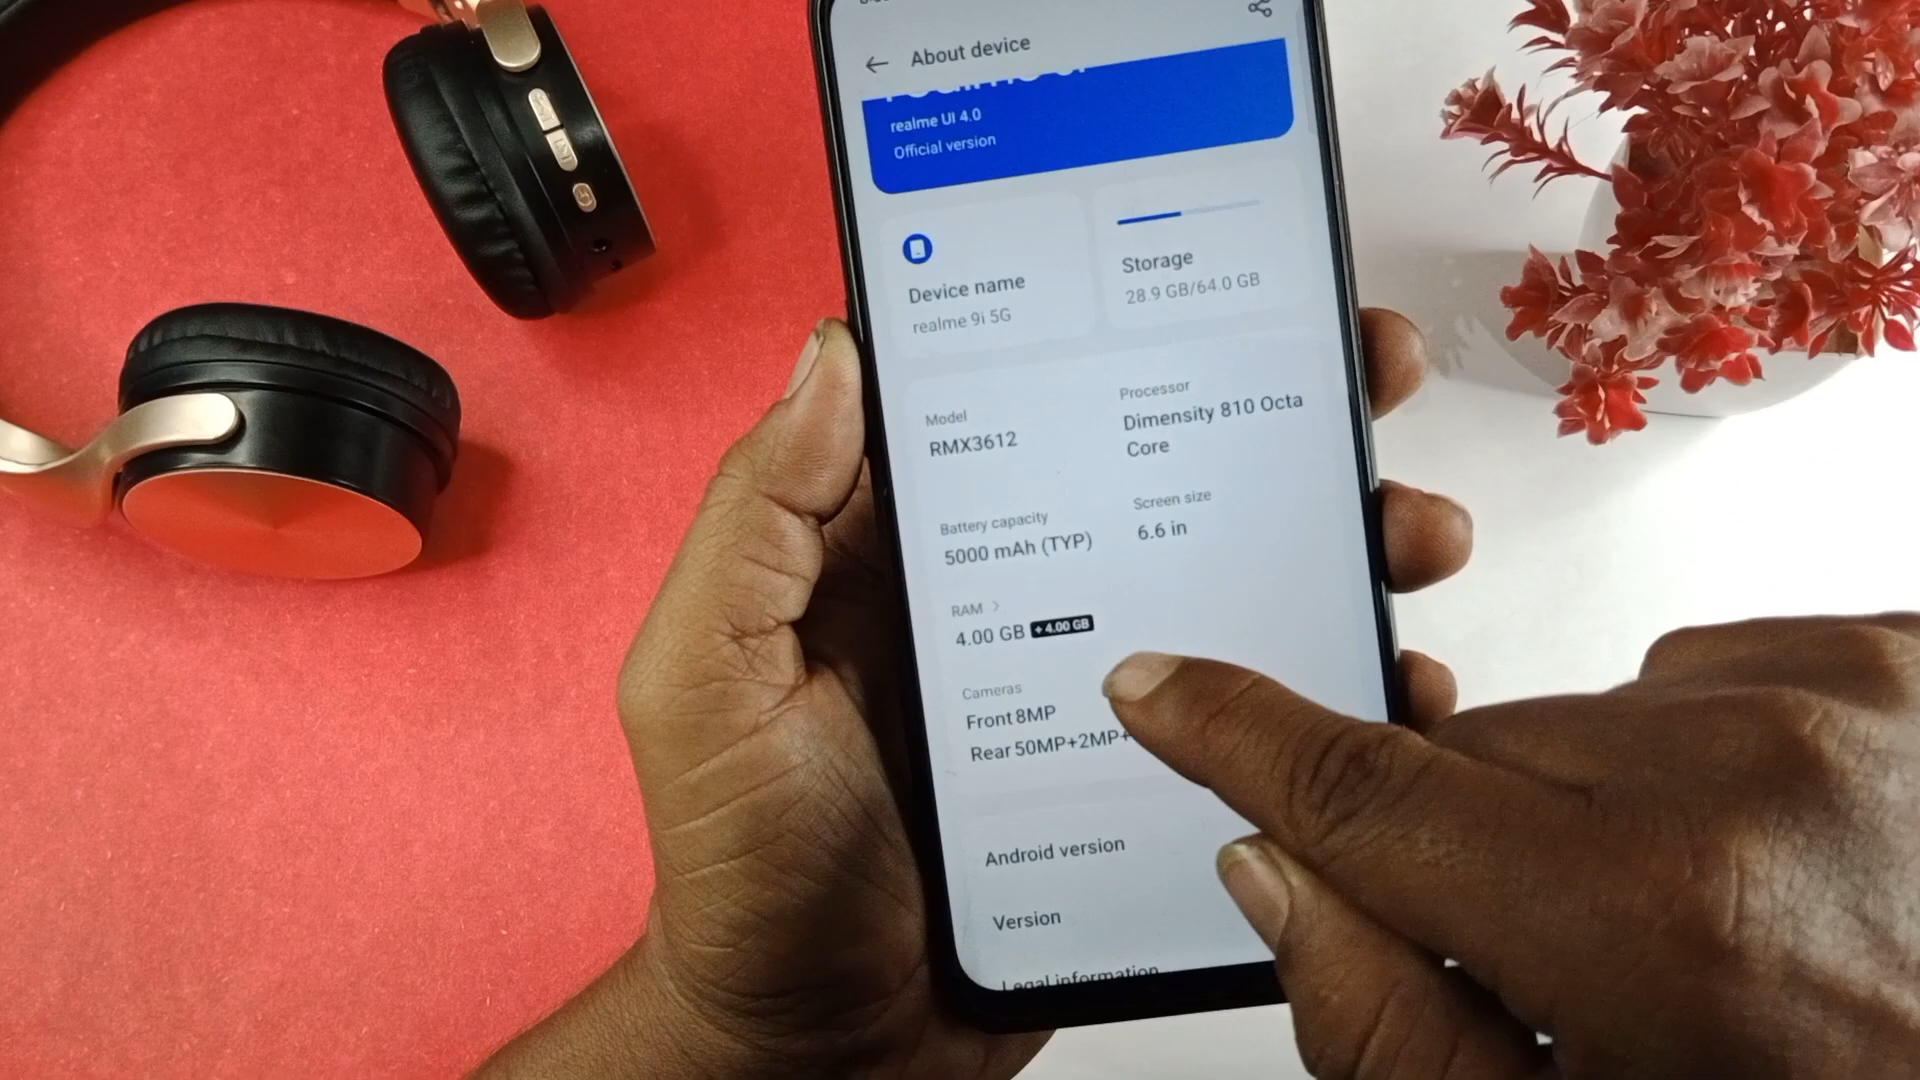 About device
realme UI 4.0
Official version
Device name
realme 9i 5G
Storage
28.9 GB/64.0 GB
Model
RMX3612
Processor
Dimensity 810 Octa
Core
Battery capacity
5000 mAh (TYP)
Screen size
6.6 in
RAM >
4.00 GB + 4.00 GB
Cameras
Front 8MP
Rear 50MP+2MP+
Android version
Version
Legal information